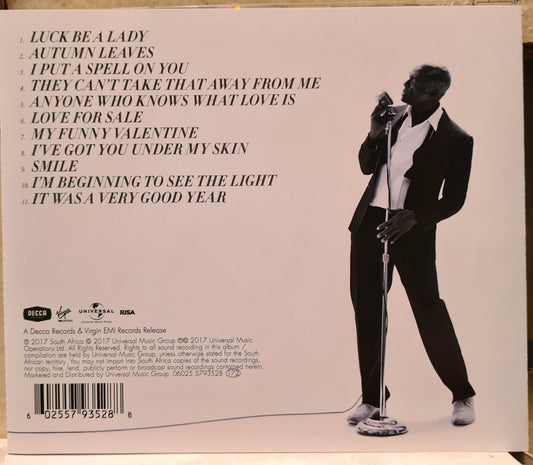 1. LUCK BE A LADY
2. AUTUMN LEAVES
3. I PUT A SPELL ON YOU
4. THEY CAN'T TAKE THAT AWAY FROM ME
5. ANYONE WHO KNOWS WHAT LOVE IS
6. LOVE FOR SALE
7. MY FUNNY VALENTINE
8. I'VE GOT YOU UNDER MY SKIN
9. SMILE
10. I'M BEGINNING TO SEE THE LIGHT
11. IT WAS A VERY GOOD YEAR
DECCA Virgin UNIVERSAL RISA
A Decca Records & Virgin EMI Records Release
℗ 2017 South Africa © 2017 Universal Music Group ℗© 2017 Universal Music
Operations Ltd. All Rights Reserved. Rights to all sound recording in this album /
compilation are held by Universal Music Group, unless otherwise stated for the South
African territory. You may not import into South Africa copies of the sound recordings,
nor copy, hire, lend, publicly perform or broadcast sound recordings contained herein.
Marketed and Distributed by Universal Music Group. 06025 5793528 172
6 02557 93528 8